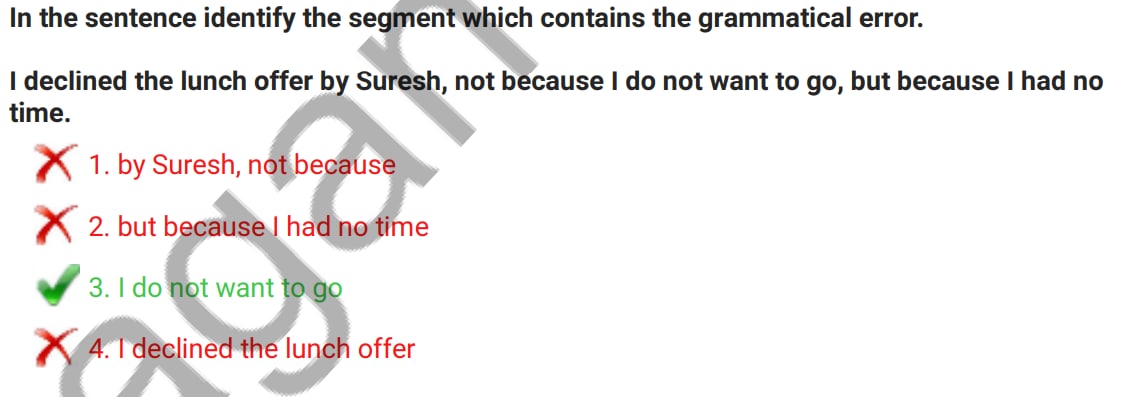 In the sentence identify the segment which contains the grammatical error.
I declined the lunch offer by Suresh, not because I do not want to go, but because I had no
time.
1. by Suresh, not because
2. but because I had no time
3. I do not want to go
4. I declined the lunch offer